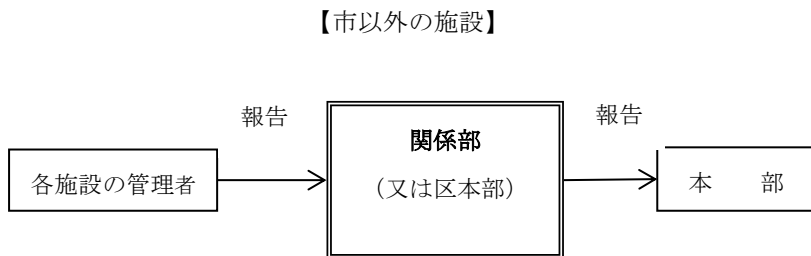 【市以外の施設】
報告
報告
関係部
(又は区本部)
各施設の管理者
本　　部